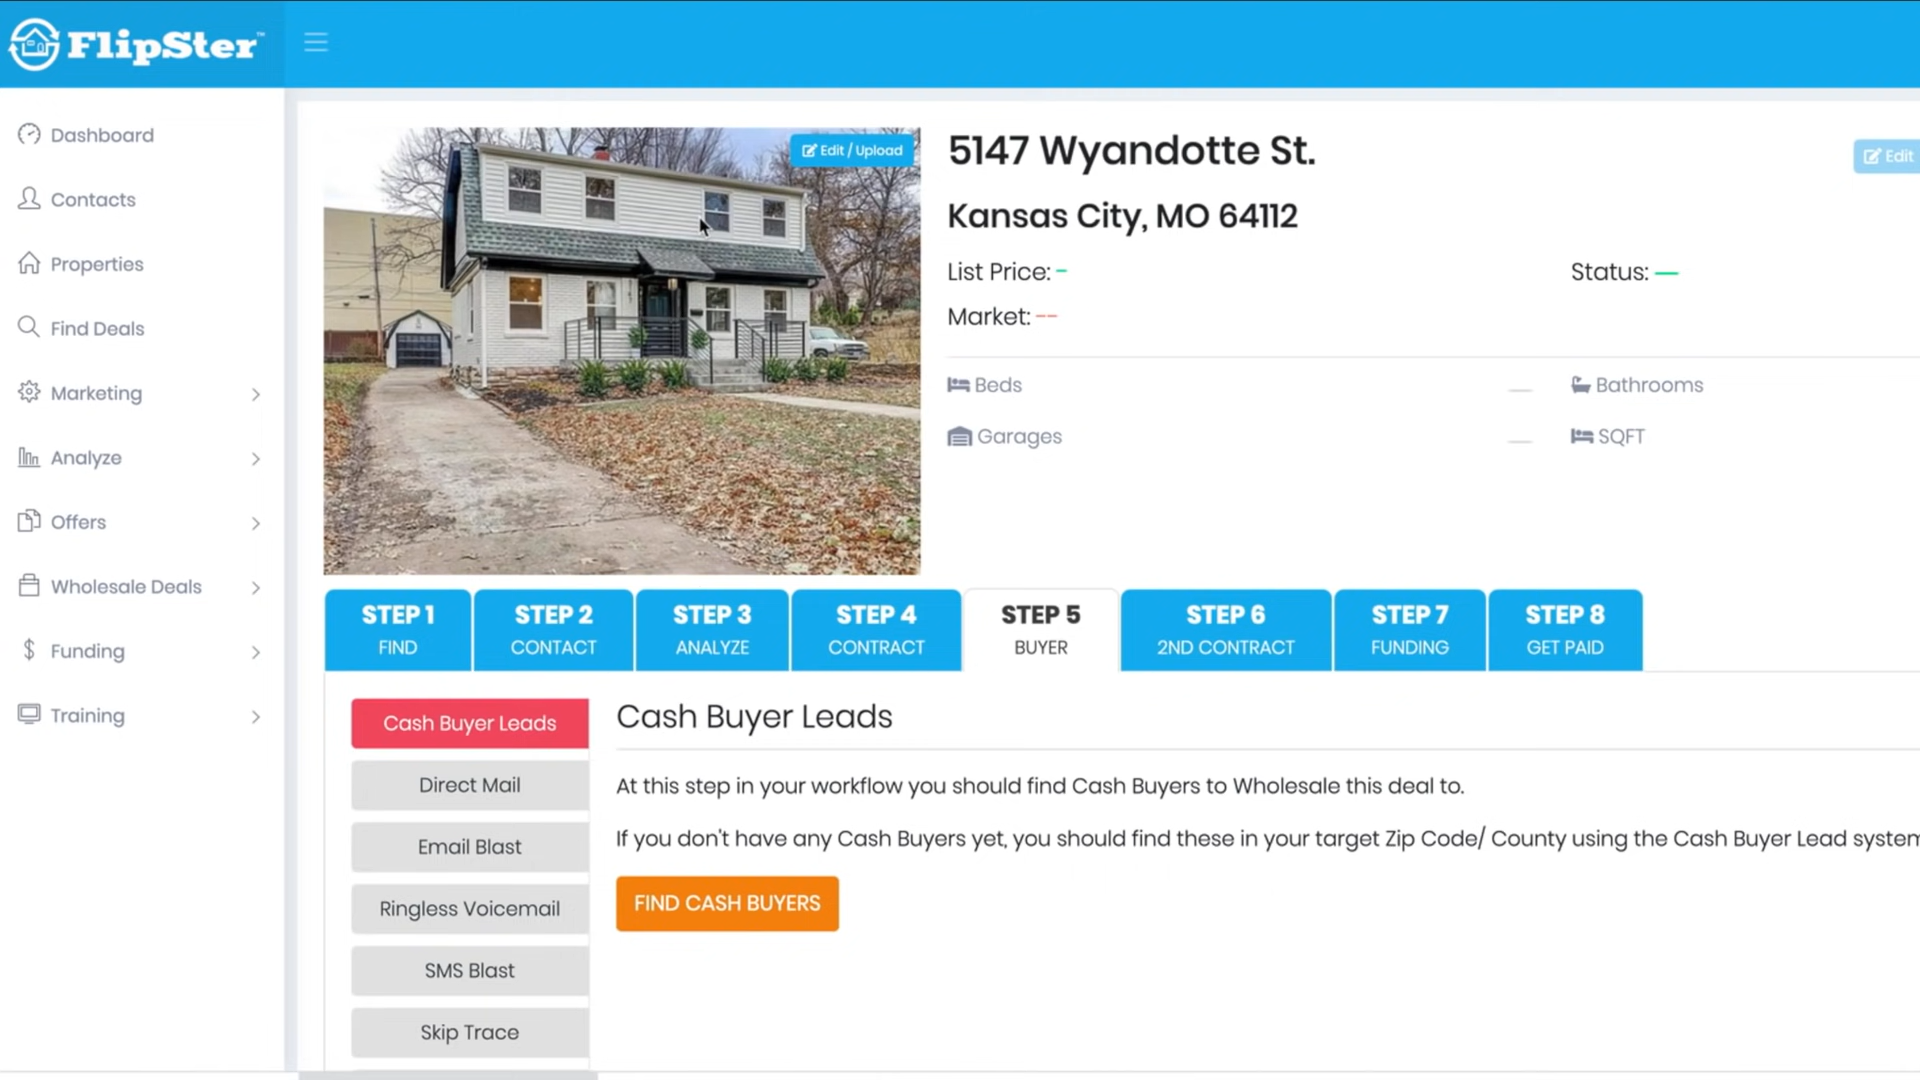 FlipSter™
Dashboard
Contacts
Properties
Find Deals
Marketing
Analyze
Offers
Wholesale Deals
Funding
Training
Edit / Upload
5147 Wyandotte St.
Edit
Kansas City, MO 64112
List Price: -
Status: —
Market: --
Beds
Bathrooms
Garages
SQFT
STEP 1
FIND
STEP 2
CONTACT
STEP 3
ANALYZE
STEP 4
CONTRACT
STEP 5
BUYER
STEP 6
2ND CONTRACT
STEP 7
FUNDING
STEP 8
GET PAID
Cash Buyer Leads
Direct Mail
Email Blast
Ringless Voicemail
SMS Blast
Skip Trace
Cash Buyer Leads
At this step in your workflow you should find Cash Buyers to Wholesale this deal to.
If you don't have any Cash Buyers yet, you should find these in your target Zip Code/ County using the Cash Buyer Lead system
FIND CASH BUYERS